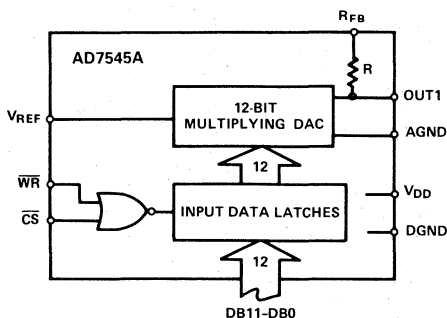 RFB
AD7545A
R
OUT1
12-BIT
MULTIPLYING DAC
VREF
AGND
12
WR
VDD
INPUT DATA LATCHES
CS
DGND
12
DB11-DB0